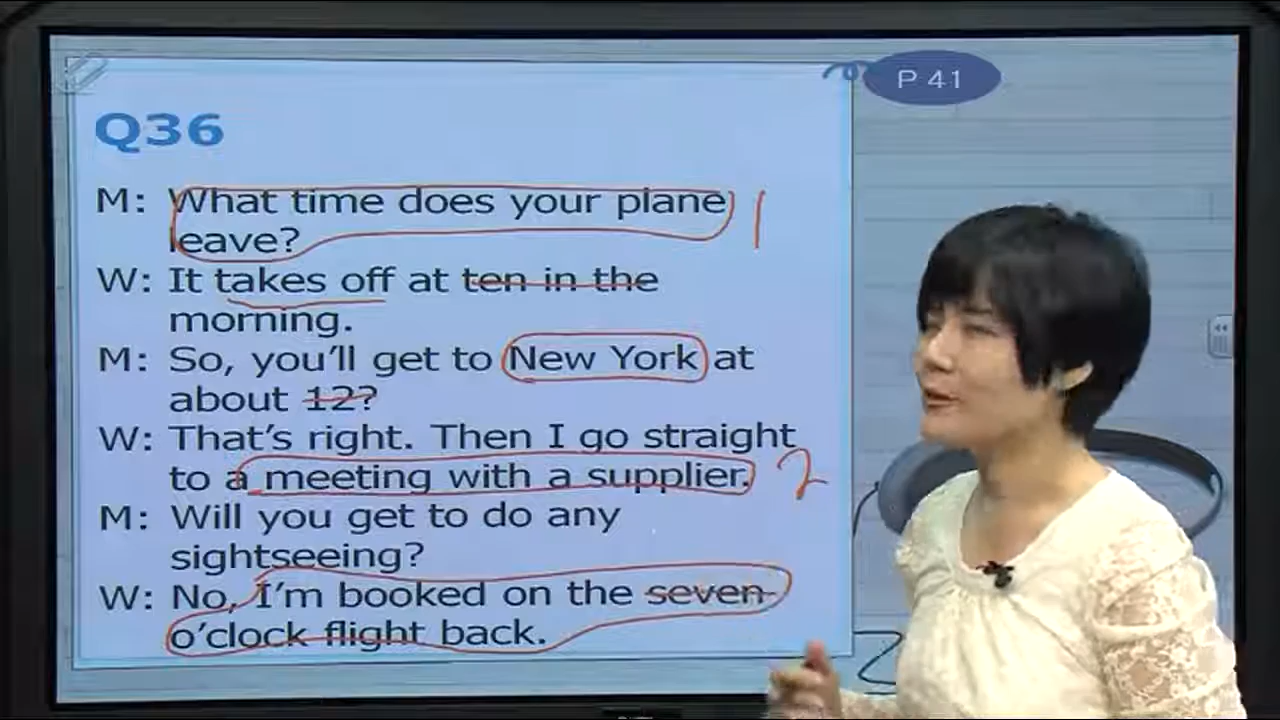 P 41
Q36
M: What time does your plane
leave?
W: It takes off at ten in the
morning.
M: So, you'll get to New York at
about 12?
W: That's right. Then I go straight
to a meeting with a supplier.
M: Will you get to do any
sightseeing?
W: No, I'm booked on the seven
o'clock flight back.
1
2